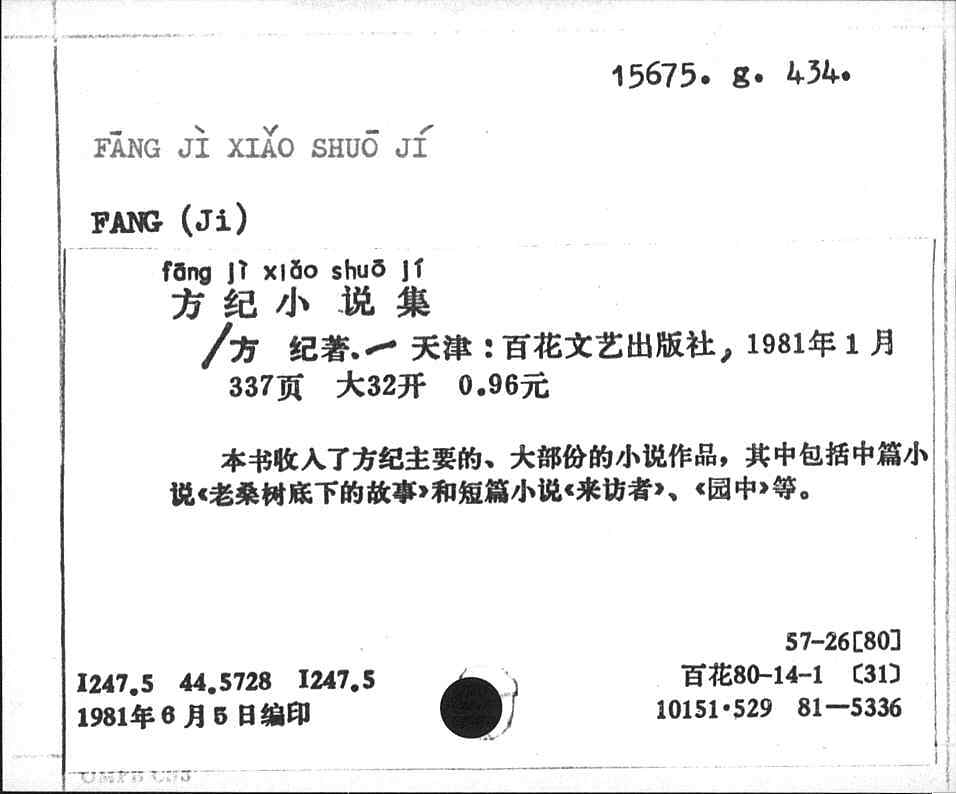 15675. g. 434.
FĀNG JÌ XIǍO SHUŌ JÍ
FANG (Ji)
fāng jì xiǎo shuō jí
方纪小说集
/方 纪著.一 天津:百花文艺出版社, 1981年1月
337页 大32开 0.96元
本书收入了方纪主要的、大部份的小说作品,其中包括中篇小
说《老桑树底下的故事》和短篇小说《来访者》、《园中》等。
57-26[80]
I247.5 44.5728 I247.5 百花80-14-1 〔31〕
1981年6月5日编印 10151·529 81—5336